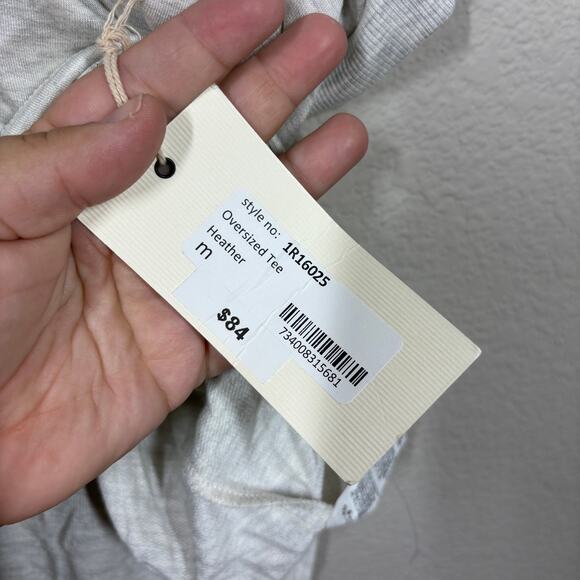 style no: 1R16025
Oversized Tee
Heather
m
$84
734008315681